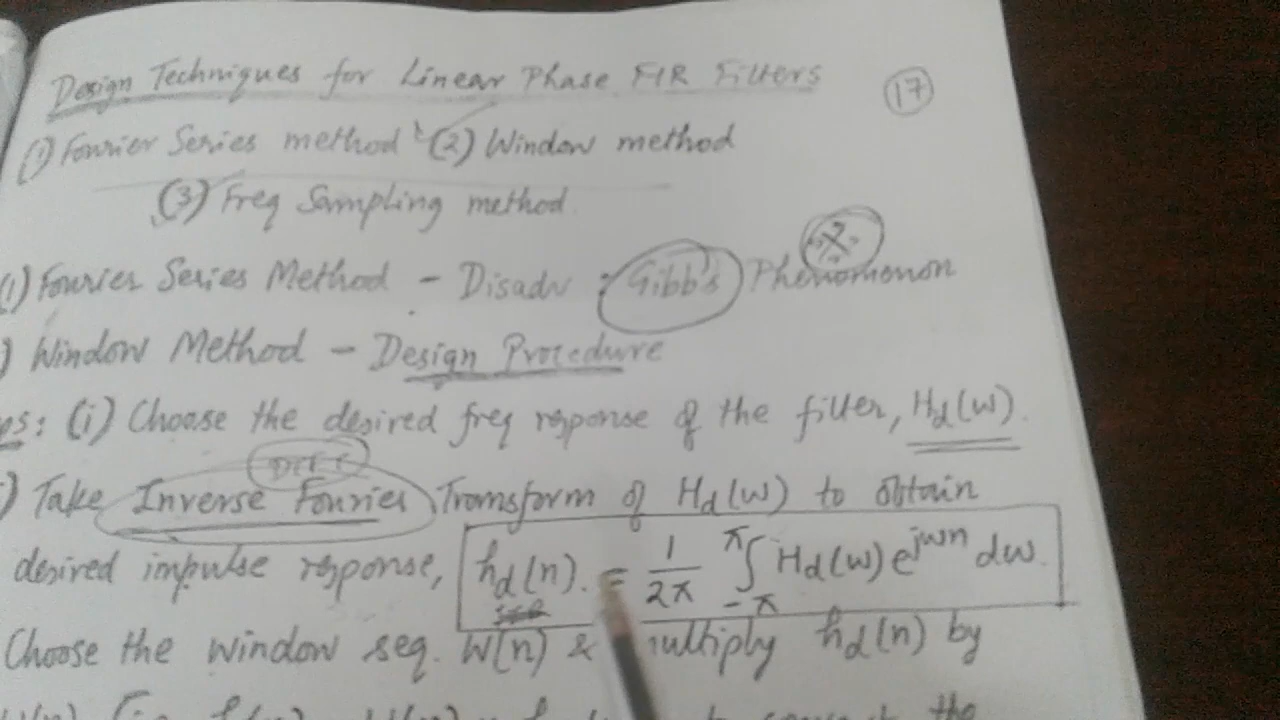 Design Techniques for Linear Phase FIR Filters
17
(1) Fourier Series method (2) Window method
(3) Freq Sampling method.
(1) Fourier Series Method - Disadv : Gibb's Phenomenon
) Window Method - Design Procedure
ps: (i) Choose the desired freq response of the filter, Hd(w).
DTFT
) Take Inverse Fourier Transform of Hd(w) to obtain
desired impulse response, hd(n). = 1/2π π∫-π Hd(w) e^jwn dw.
Choose the window seq. W(n) & multiply hd(n) by
the